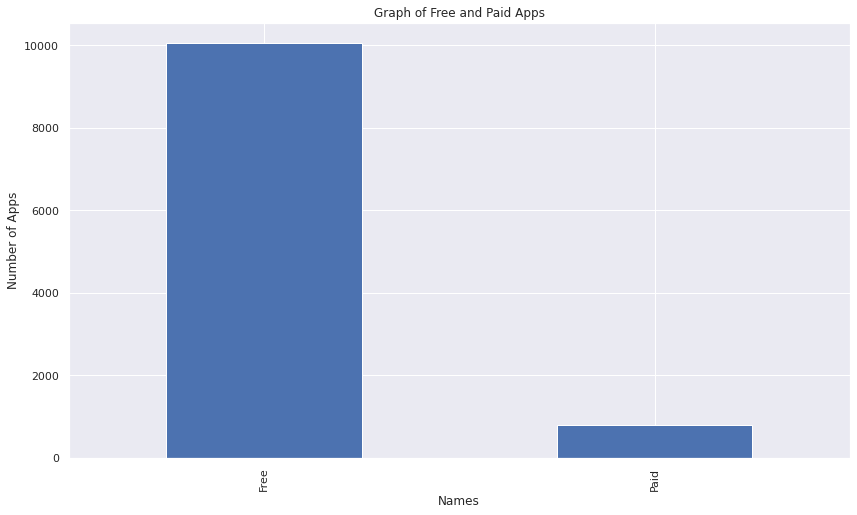 Graph of Free and Paid Apps
10000
8000
6000
4000
2000
0
Number of Apps
Free
Paid
Names